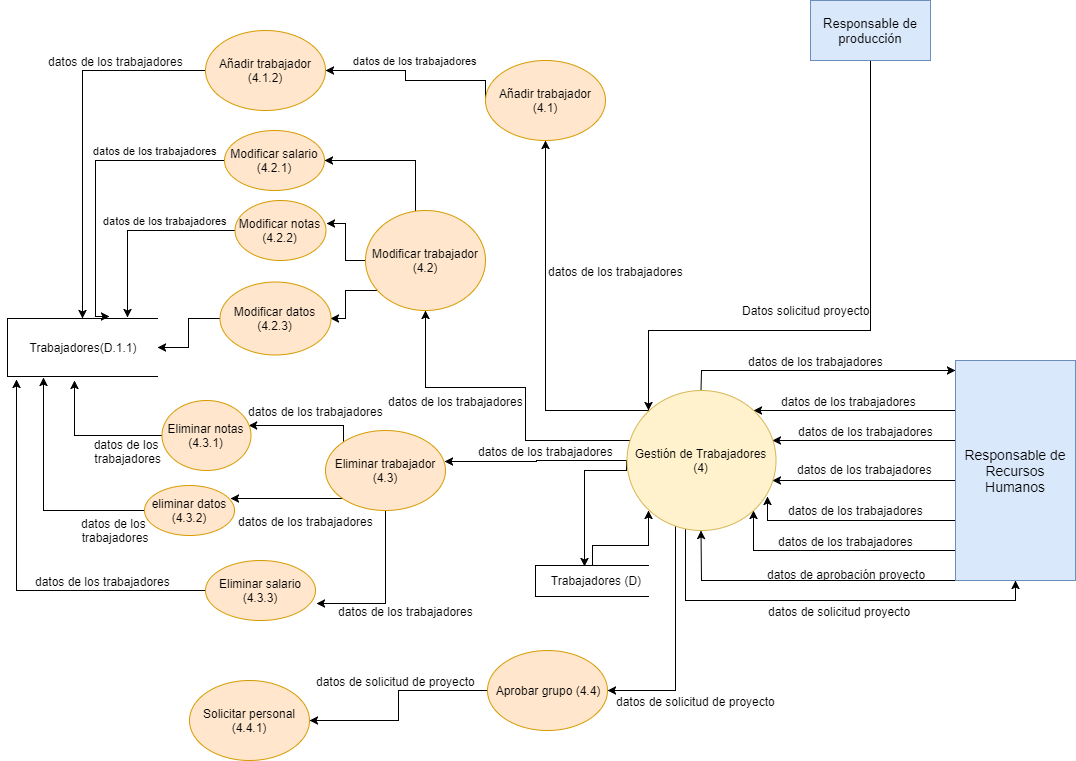 Responsable de
producción
datos de los trabajadores
Añadir trabajador
(4.1.2)
datos de los trabajadores
Añadir trabajador
(4.1)
datos de los trabajadores
Modificar salario
(4.2.1)
datos de los trabajadores
Modificar notas
(4.2.2)
Modificar trabajador
(4.2)
datos de los trabajadores
Modificar datos
(4.2.3)
Datos solicitud proyecto
Trabajadores(D.1.1)
datos de los trabajadores
datos de los trabajadores
datos de los trabajadores
datos de los trabajadores
Eliminar notas
(4.3.1)
datos de los trabajadores
datos de los
trabajadores
Eliminar trabajador
(4.3)
datos de los trabajadores
Gestión de Trabajadores
(4)
datos de los trabajadores
Responsable de
Recursos
Humanos
eliminar datos
(4.3.2)
datos de los
trabajadores
datos de los trabajadores
datos de los trabajadores
datos de los trabajadores
datos de los trabajadores
Eliminar salario
(4.3.3)
datos de los trabajadores
Trabajadores (D)
datos de aprobación proyecto
datos de solicitud proyecto
datos de solicitud de proyecto
Aprobar grupo (4.4)
datos de solicitud de proyecto
Solicitar personal
(4.4.1)